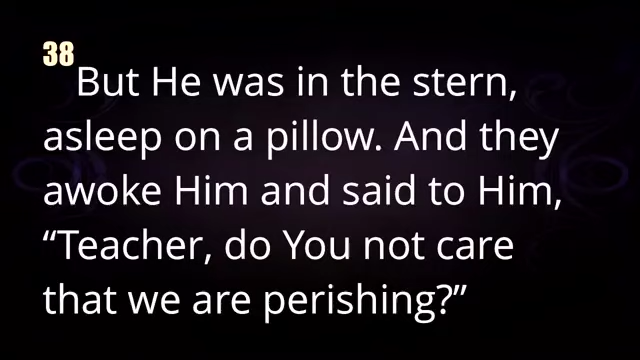 38
But He was in the stern,
asleep on a pillow. And they
awoke Him and said to Him,
“Teacher, do You not care
that we are perishing?”